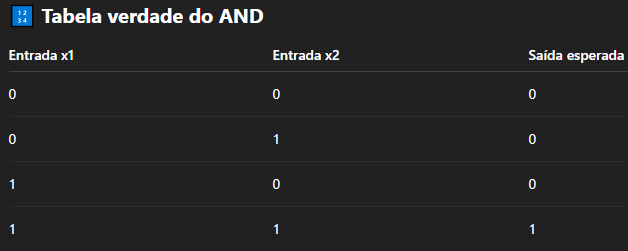 🔢 Tabela verdade do AND
Entrada x1 Entrada x2 Saída esperada
0 0 0
0 1 0
1 0 0
1 1 1